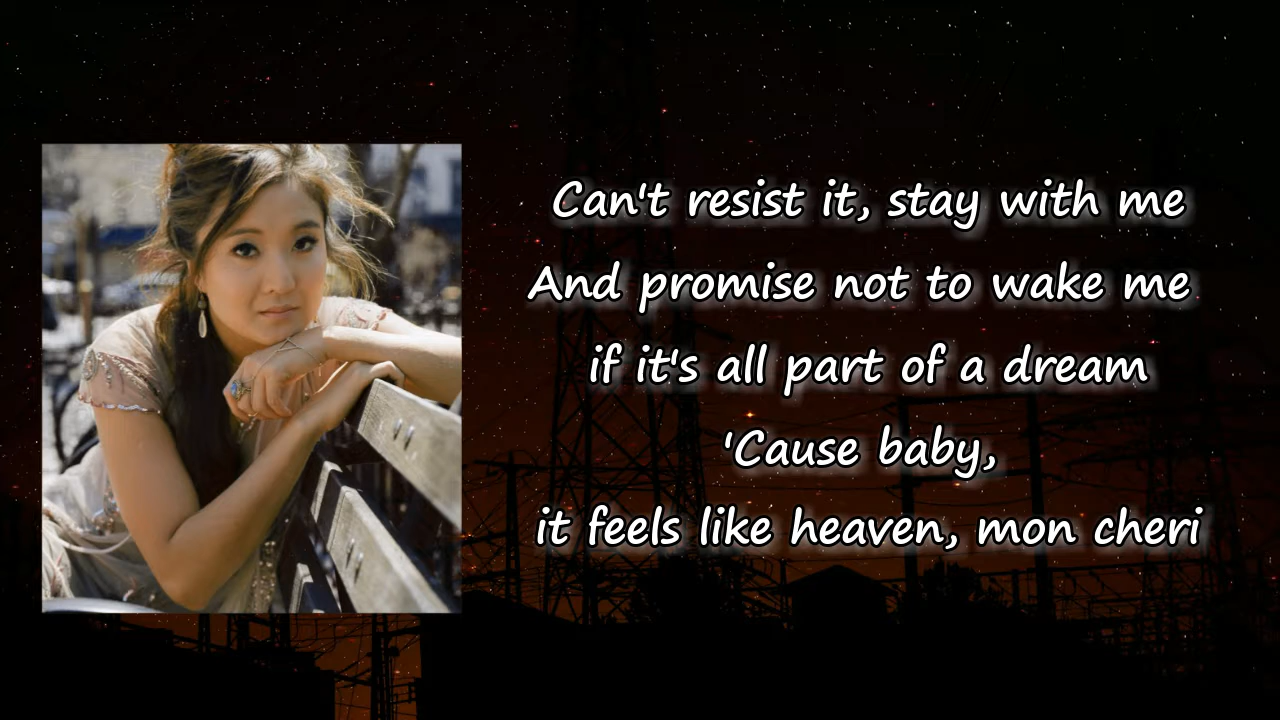 Can't resist it, stay with me
And promise not to wake me
if it's all part of a dream
'Cause baby,
it feels like heaven, mon cheri